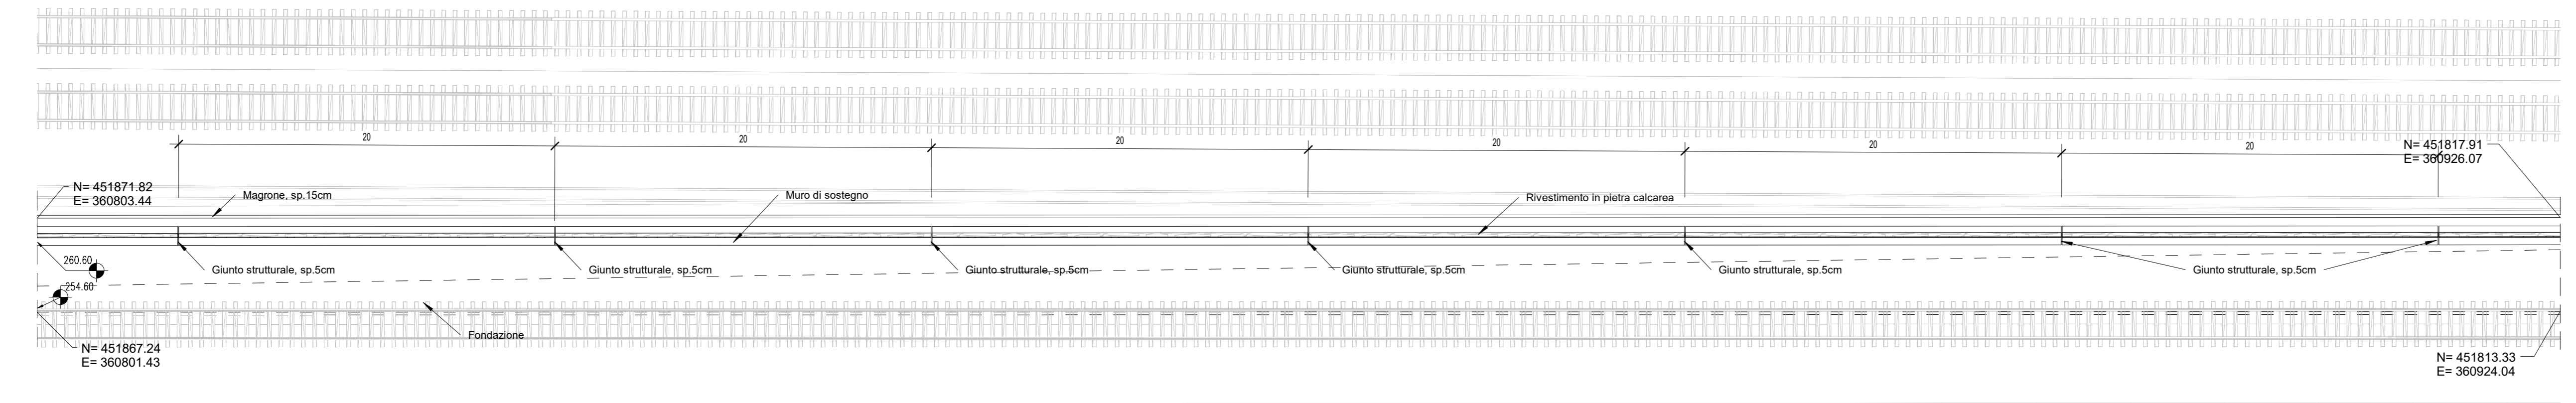 20
20
20
20
20
20
N= 451817.91
E= 360926.07
N= 451871.82
E= 360803.44
Magrone, sp.15cm
Muro di sostegno
Rivestimento in pietra calcarea
260.60
Giunto strutturale, sp.5cm
Giunto strutturale, sp.5cm
Giunto strutturale, sp.5cm
Giunto strutturale, sp.5cm
Giunto strutturale, sp.5cm
Giunto strutturale, sp.5cm
254.60
Fondazione
N= 451867.24
E= 360801.43
N= 451813.33
E= 360924.04